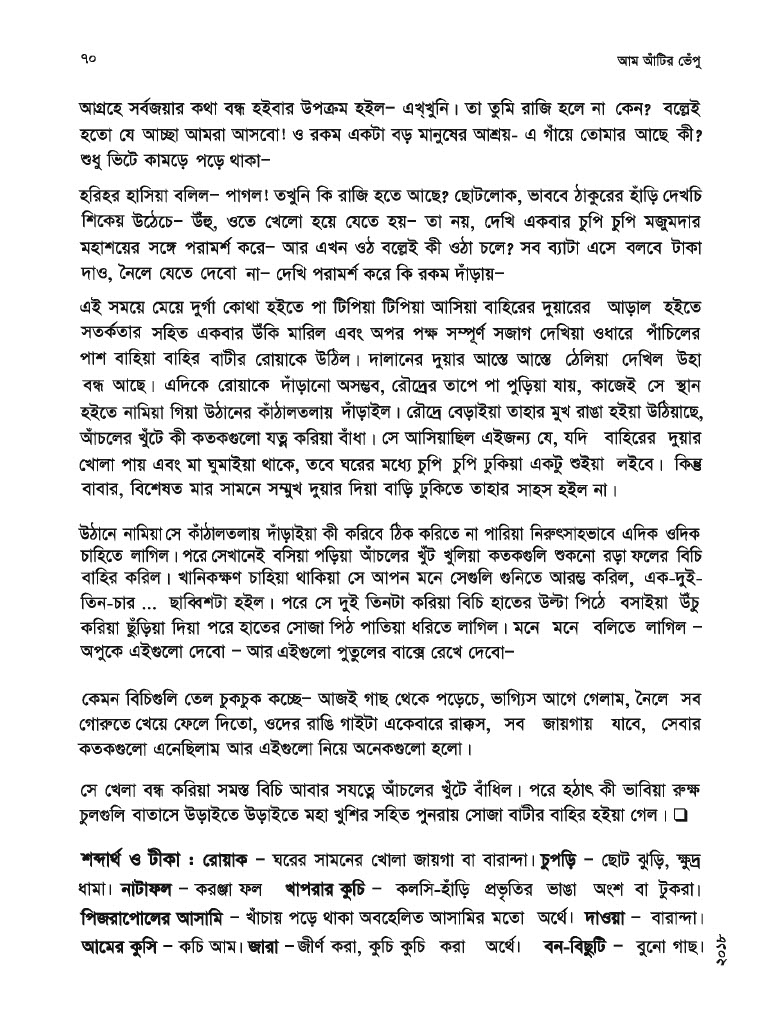 ৭০ আম আঁটির ভেঁপু
আগ্রহে সর্বজয়ার কথা বন্ধ হইবার উপক্রম হইল– এখ্খুনি। তা তুমি রাজি হলে না কেন? বল্লেই
হতো যে আচ্ছা আমরা আসবো! ও রকম একটা বড় মানুষের আশ্রয়- এ গাঁয়ে তোমার আছে কী?
শুধু ভিটে কামড়ে পড়ে থাকা–
হরিহর হাসিয়া বলিল– পাগল! তখুনি কি রাজি হতে আছে? ছোটলোক, ভাববে ঠাকুরের হাঁড়ি দেখচি
শিকেয় উঠেচে– উঁহু, ওতে খেলো হয়ে যেতে হয়– তা নয়, দেখি একবার চুপি চুপি মজুমদার
মহাশয়ের সঙ্গে পরামর্শ করে– আর এখন ওঠ বল্লেই কী ওঠা চলে? সব ব্যাটা এসে বলবে টাকা
দাও, নৈলে যেতে দেবো না– দেখি পরামর্শ করে কি রকম দাঁড়ায়–
এই সময়ে মেয়ে দুর্গা কোথা হইতে পা টিপিয়া টিপিয়া আসিয়া বাহিরের দুয়ারের আড়াল হইতে
সতর্কতার সহিত একবার উঁকি মারিল এবং অপর পক্ষ সম্পূর্ণ সজাগ দেখিয়া ওধারে পাঁচিলের
পাশ বাহিয়া বাহির বাটীর রোয়াকে উঠিল। দালানের দুয়ার আস্তে আস্তে ঠেলিয়া দেখিল উহা
বন্ধ আছে। এদিকে রোয়াকে দাঁড়ানো অসম্ভব, রৌদ্রের তাপে পা পুড়িয়া যায়, কাজেই সে স্থান
হইতে নামিয়া গিয়া উঠানের কাঁঠালতলায় দাঁড়াইল। রৌদ্রে বেড়াইয়া তাহার মুখ রাঙা হইয়া উঠিয়াছে,
আঁচলের খুঁটে কী কতকগুলো যত্ন করিয়া বাঁধা। সে আসিয়াছিল এইজন্য যে, যদি বাহিরের দুয়ার
খোলা পায় এবং মা ঘুমাইয়া থাকে, তবে ঘরের মধ্যে চুপি চুপি ঢুকিয়া একটু শুইয়া লইবে। কিন্তু
বাবার, বিশেষত মার সামনে সম্মুখ দুয়ার দিয়া বাড়ি ঢুকিতে তাহার সাহস হইল না।
উঠানে নামিয়া সে কাঁঠালতলায় দাঁড়াইয়া কী করিবে ঠিক করিতে না পারিয়া নিরুৎসাহভাবে এদিক ওদিক
চাহিতে লাগিল। পরে সেখানেই বসিয়া পড়িয়া আঁচলের খুঁট খুলিয়া কতকগুলি শুকনো রড়া ফলের বিচি
বাহির করিল। খানিকক্ষণ চাহিয়া থাকিয়া সে আপন মনে সেগুলি গুনিতে আরম্ভ করিল, এক-দুই-
তিন-চার ... ছাব্বিশটা হইল। পরে সে দুই তিনটা করিয়া বিচি হাতের উল্টা পিঠে বসাইয়া উঁচু
করিয়া ছুঁড়িয়া দিয়া পরে হাতের সোজা পিঠ পাতিয়া ধরিতে লাগিল। মনে মনে বলিতে লাগিল –
অপুকে এইগুলো দেবো – আর এইগুলো পুতুলের বাক্সে রেখে দেবো–
কেমন বিচিগুলি তেল চুকচুক কচ্ছে– আজই গাছ থেকে পড়েচে, ভাগ্যিস আগে গেলাম, নৈলে সব
গোরুতে খেয়ে ফেলে দিতো, ওদের রাঙি গাইটা একেবারে রাক্কস, সব জায়গায় যাবে, সেবার
কতকগুলো এনেছিলাম আর এইগুলো নিয়ে অনেকগুলো হলো।
সে খেলা বন্ধ করিয়া সমস্ত বিচি আবার সযত্নে আঁচলের খুঁটে বাঁধিল। পরে হঠাৎ কী ভাবিয়া রুক্ষ
চুলগুলি বাতাসে উড়াইতে উড়াইতে মহা খুশির সহিত পুনরায় সোজা বাটীর বাহির হইয়া গেল। ❑
শব্দার্থ ও টীকা : রোয়াক – ঘরের সামনের খোলা জায়গা বা বারান্দা। চুপড়ি – ছোট ঝুড়ি, ক্ষুদ্র
ধামা। নাটাফল – করঞ্জা ফল খাপরার কুচি – কলসি-হাঁড়ি প্রভৃতির ভাঙা অংশ বা টুকরা।
পিজরাপোলের আসামি – খাঁচায় পড়ে থাকা অবহেলিত আসামির মতো অর্থে। দাওয়া – বারান্দা।
আমের কুসি – কচি আম। জারা – জীর্ণ করা, কুচি কুচি করা অর্থে। বন-বিছুটি – বুনো গাছ।
২০১৮